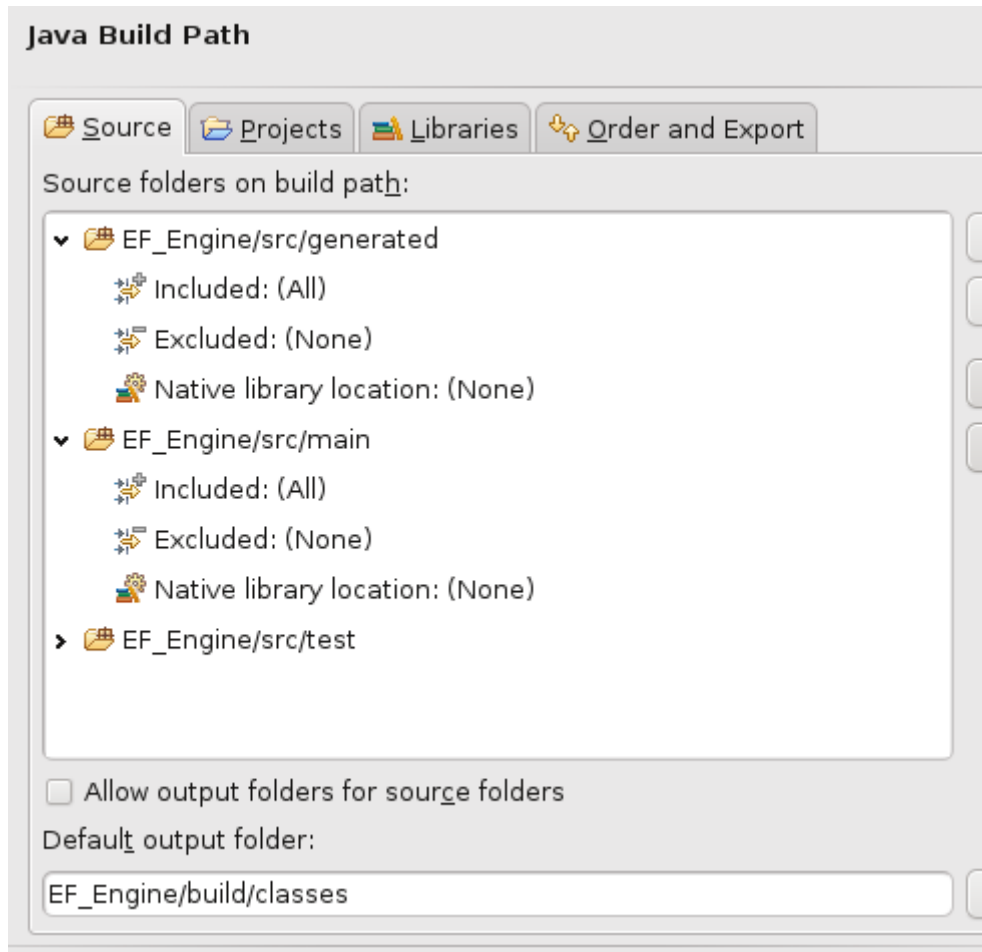 Java Build Path
Source Projects Libraries Order and Export
Source folders on build path:
EF_Engine/src/generated
Included: (All)
Excluded: (None)
Native library location: (None)
EF_Engine/src/main
Included: (All)
Excluded: (None)
Native library location: (None)
EF_Engine/src/test
Allow output folders for source folders
Default output folder:
EF_Engine/build/classes